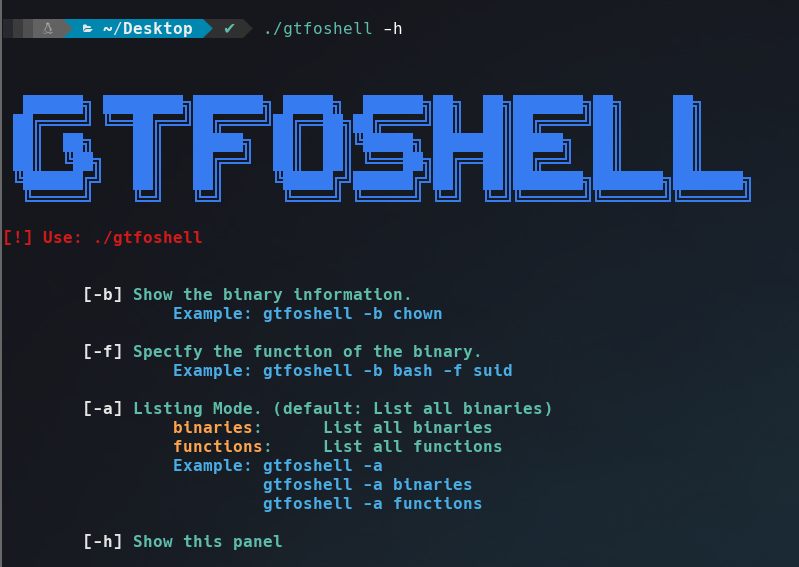 ~/Desktop ✔ ./gtfoshell -h
GTFOSHELL
[!] Use: ./gtfoshell
[-b] Show the binary information.
Example: gtfoshell -b chown
[-f] Specify the function of the binary.
Example: gtfoshell -b bash -f suid
[-a] Listing Mode. (default: List all binaries)
binaries: List all binaries
functions: List all functions
Example: gtfoshell -a
gtfoshell -a binaries
gtfoshell -a functions
[-h] Show this panel